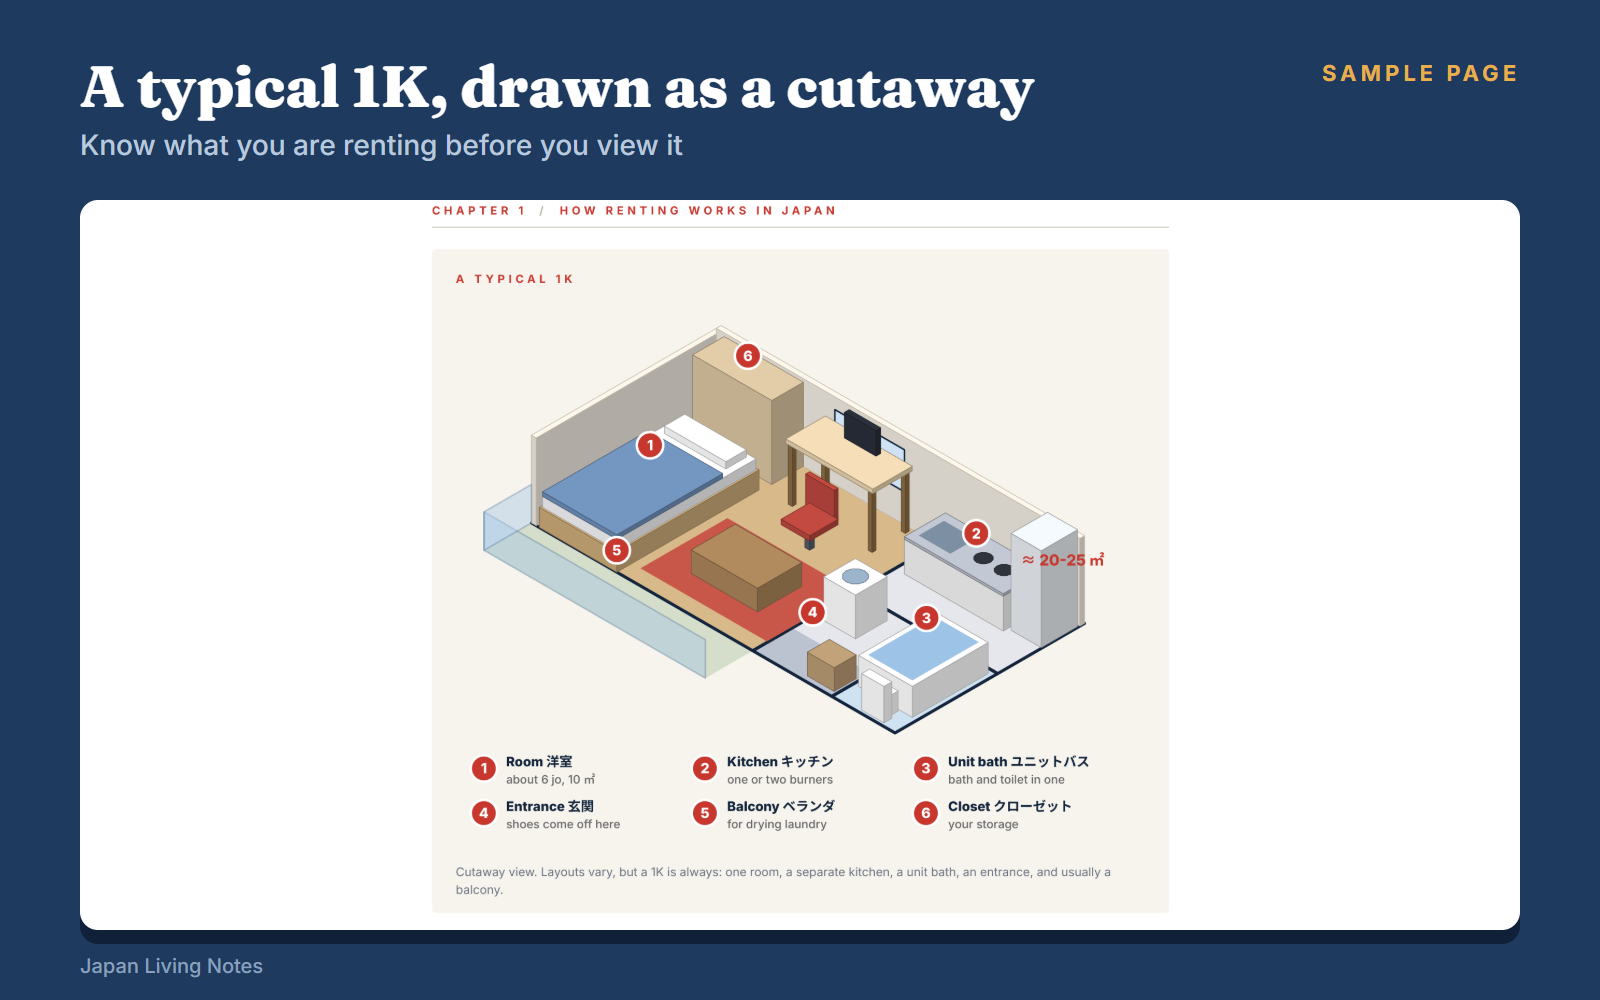 A typical 1K, drawn as a cutaway
SAMPLE PAGE
Know what you are renting before you view it
CHAPTER 1 / HOW RENTING WORKS IN JAPAN
A TYPICAL 1K
6
1
2
≈ 20-25 ㎡
5
4
3
1 Room 洋室
about 6 jo, 10 ㎡
2 Kitchen キッチン
one or two burners
3 Unit bath ユニットバス
bath and toilet in one
4 Entrance 玄関
shoes come off here
5 Balcony ベランダ
for drying laundry
6 Closet クローゼット
your storage
Cutaway view. Layouts vary, but a 1K is always: one room, a separate kitchen, a unit bath, an entrance, and usually a
balcony.
Japan Living Notes